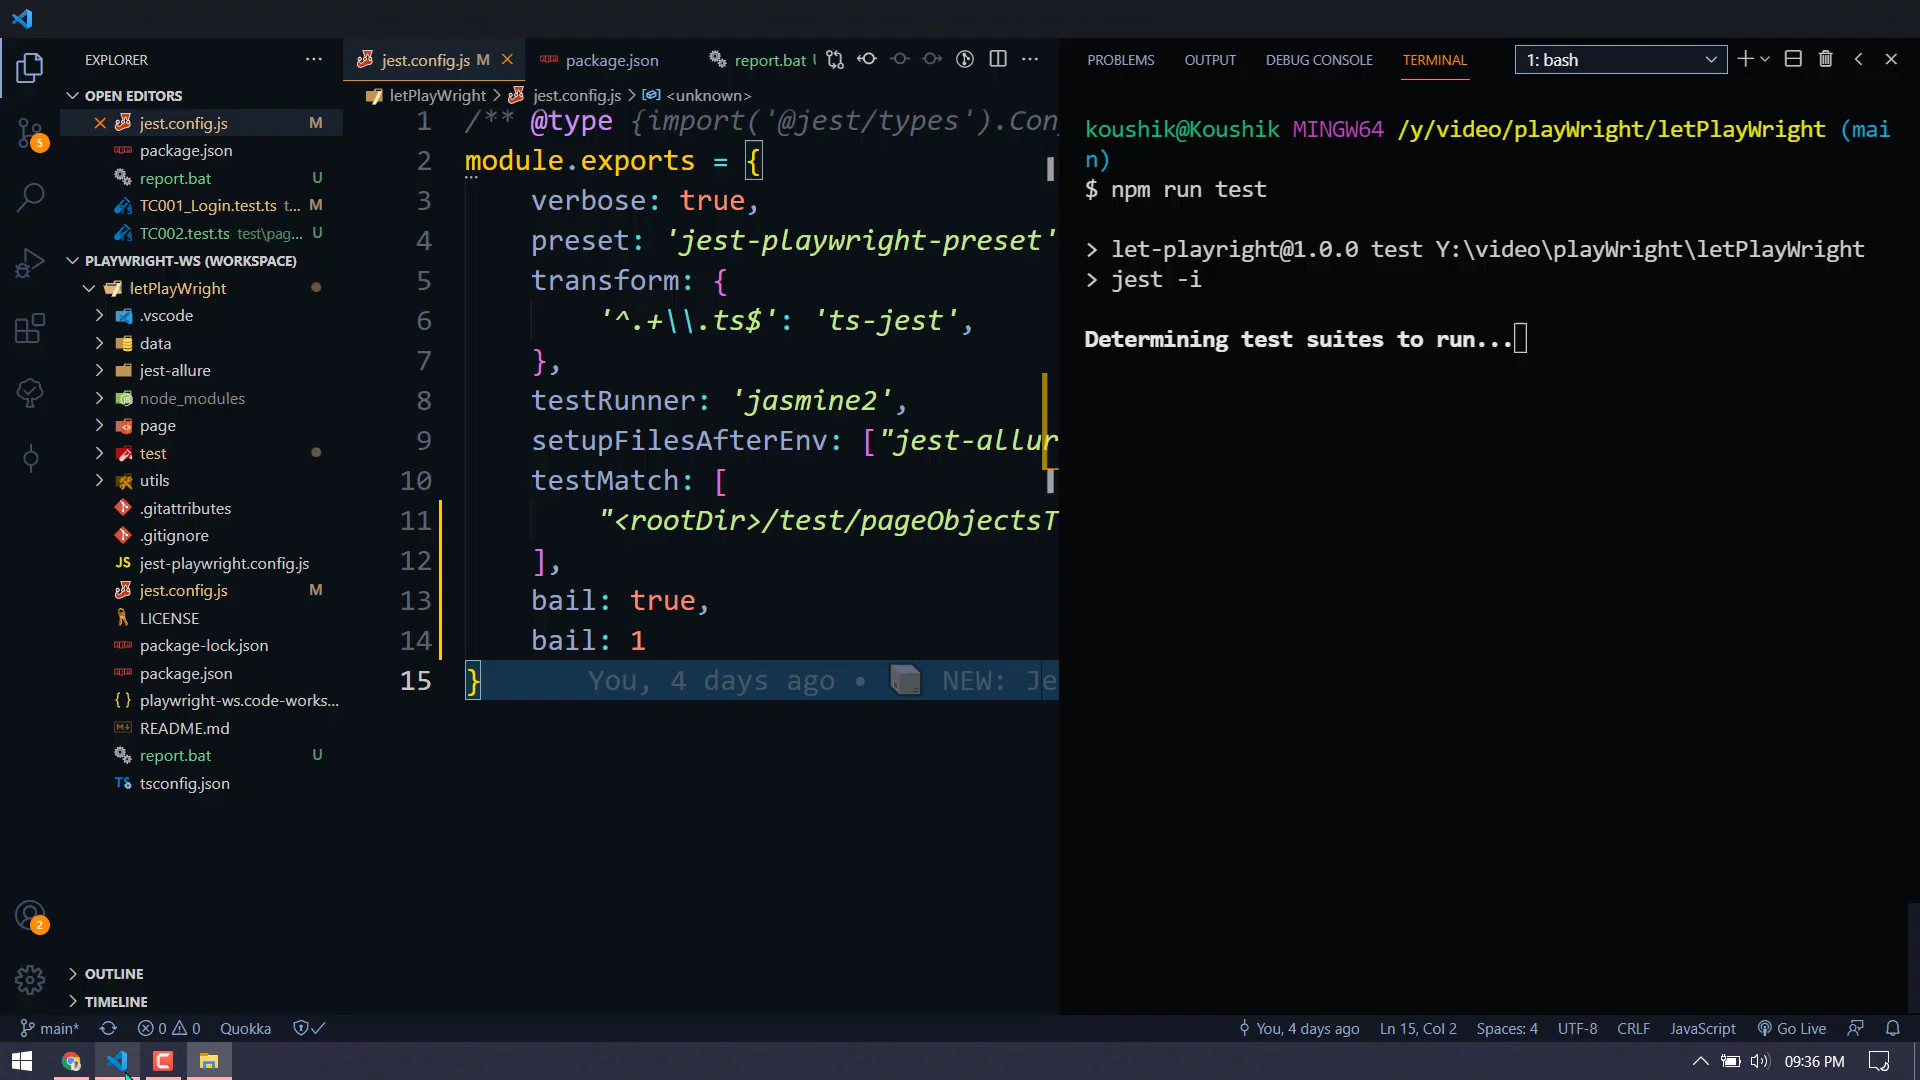 EXPLORER
OPEN EDITORS
jest.config.js M
package.json
report.bat U
TC001_Login.test.ts t... M
TC002.test.ts test\pag... U
PLAYWRIGHT-WS (WORKSPACE)
letPlayWright
.vscode
data
jest-allure
node_modules
page
test
utils
.gitattributes
.gitignore
JS jest-playwright.config.js
jest.config.js M
LICENSE
package-lock.json
package.json
{} playwright-ws.code-works...
README.md
report.bat U
TS tsconfig.json
OUTLINE
TIMELINE
5
2
jest.config.js M
package.json
report.bat
letPlayWright > jest.config.js > <unknown>
1 /** @type {import('@jest/types').Con
2 module.exports = {
3 verbose: true,
4 preset: 'jest-playwright-preset'
5 transform: {
6 '^.+\\.ts$': 'ts-jest',
7 },
8 testRunner: 'jasmine2',
9 setupFilesAfterEnv: ["jest-allur
10 testMatch: [
11 "<rootDir>/test/pageObjectsT
12 ],
13 bail: true,
14 bail: 1
15 } You, 4 days ago • NEW: Je
PROBLEMS OUTPUT DEBUG CONSOLE TERMINAL 1: bash
koushik@Koushik MINGW64 /y/video/playWright/letPlayWright (mai
n)
$ npm run test
> let-playright@1.0.0 test Y:\video\playWright\letPlayWright
> jest -i
Determining test suites to run...
main* 0 0 Quokka You, 4 days ago Ln 15, Col 2 Spaces: 4 UTF-8 CRLF JavaScript Go Live
09:36 PM